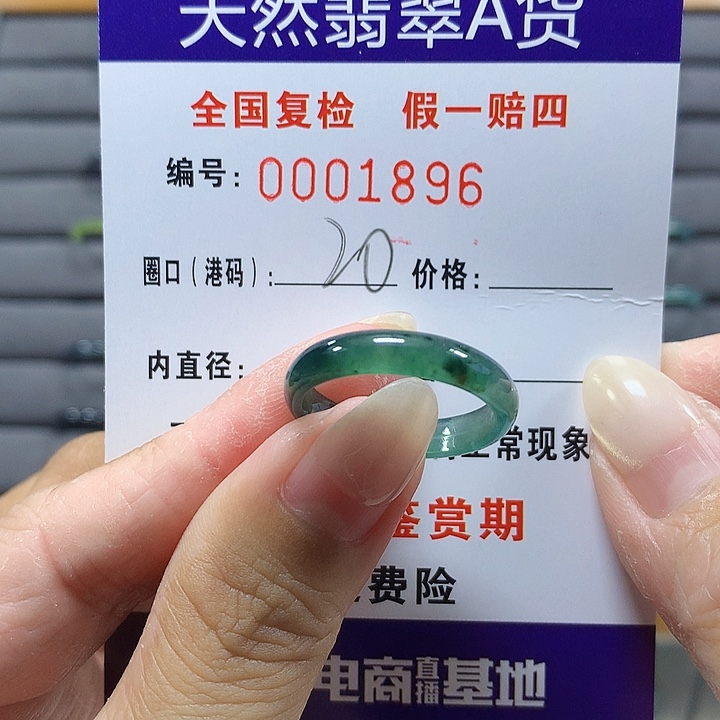 天然翡翠A货
全国复检 假一赔四
编号: 0001896
圈口(港码): 20 价格:
内直径:
正常现象
鉴赏期
费险
电商直播基地